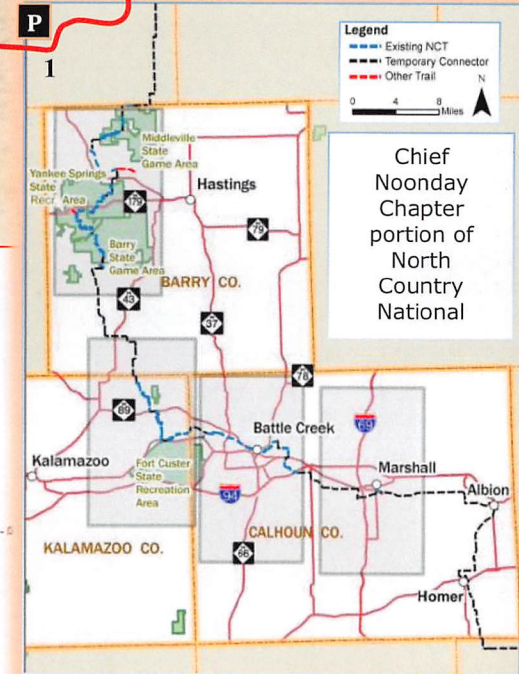 P
1
Legend
Existing NCT
Temporary Connector
Other Trail
N
0 4 8
Miles
Chief
Noonday
Chapter
portion of
North
Country
National
Middleville
State
Game Area
Yankee Springs
State
Recr. Area
Hastings
179
79
Barry
State
Game Area
BARRY CO.
43
37
78
89
69
Battle Creek
Kalamazoo
Fort Custer
State
Recreation
Area
94
Marshall
Albion
CALHOUN CO.
KALAMAZOO CO.
66
Homer